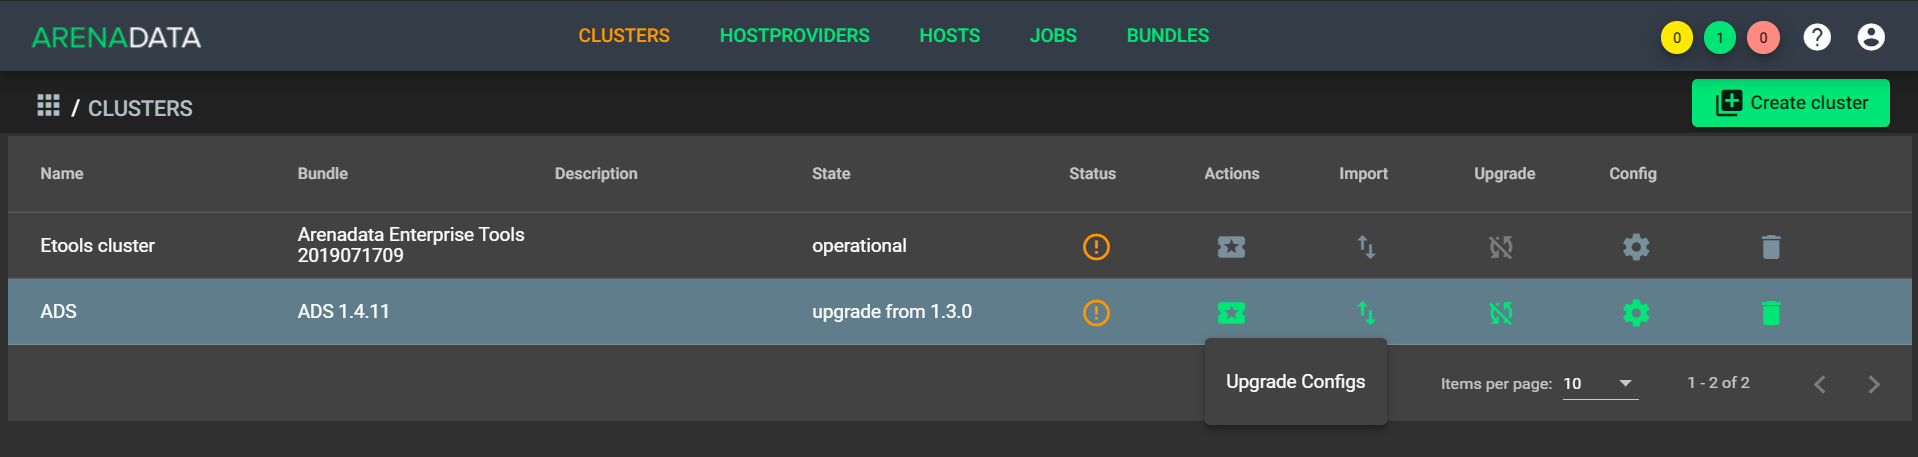 ARENADATA
CLUSTERS HOSTPROVIDERS HOSTS JOBS BUNDLES
0 1 0 ?
/ CLUSTERS
Create cluster
Name Bundle Description State Status Actions Import Upgrade Config
Etools cluster Arenadata Enterprise Tools 2019071709 operational
ADS ADS 1.4.11 upgrade from 1.3.0
Upgrade Configs
Items per page: 10 1 - 2 of 2